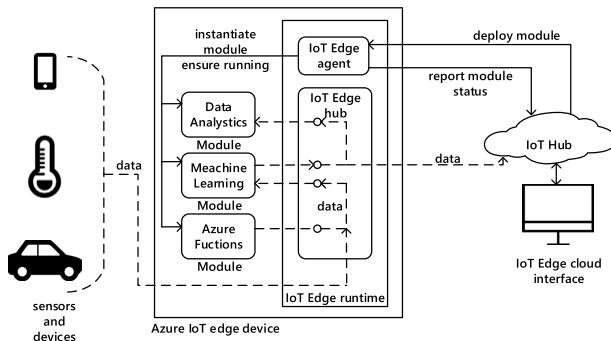 instantiate
module
ensure running
IoT Edge
agent
deploy module
report module
status
Data
Analystics
Module
IoT Edge
hub
IoT Hub
data
Meachine
Learning
Module
data
data
Azure
Fuctions
Module
IoT Edge runtime
Azure IoT edge device
sensors
and
devices
IoT Edge cloud
interface